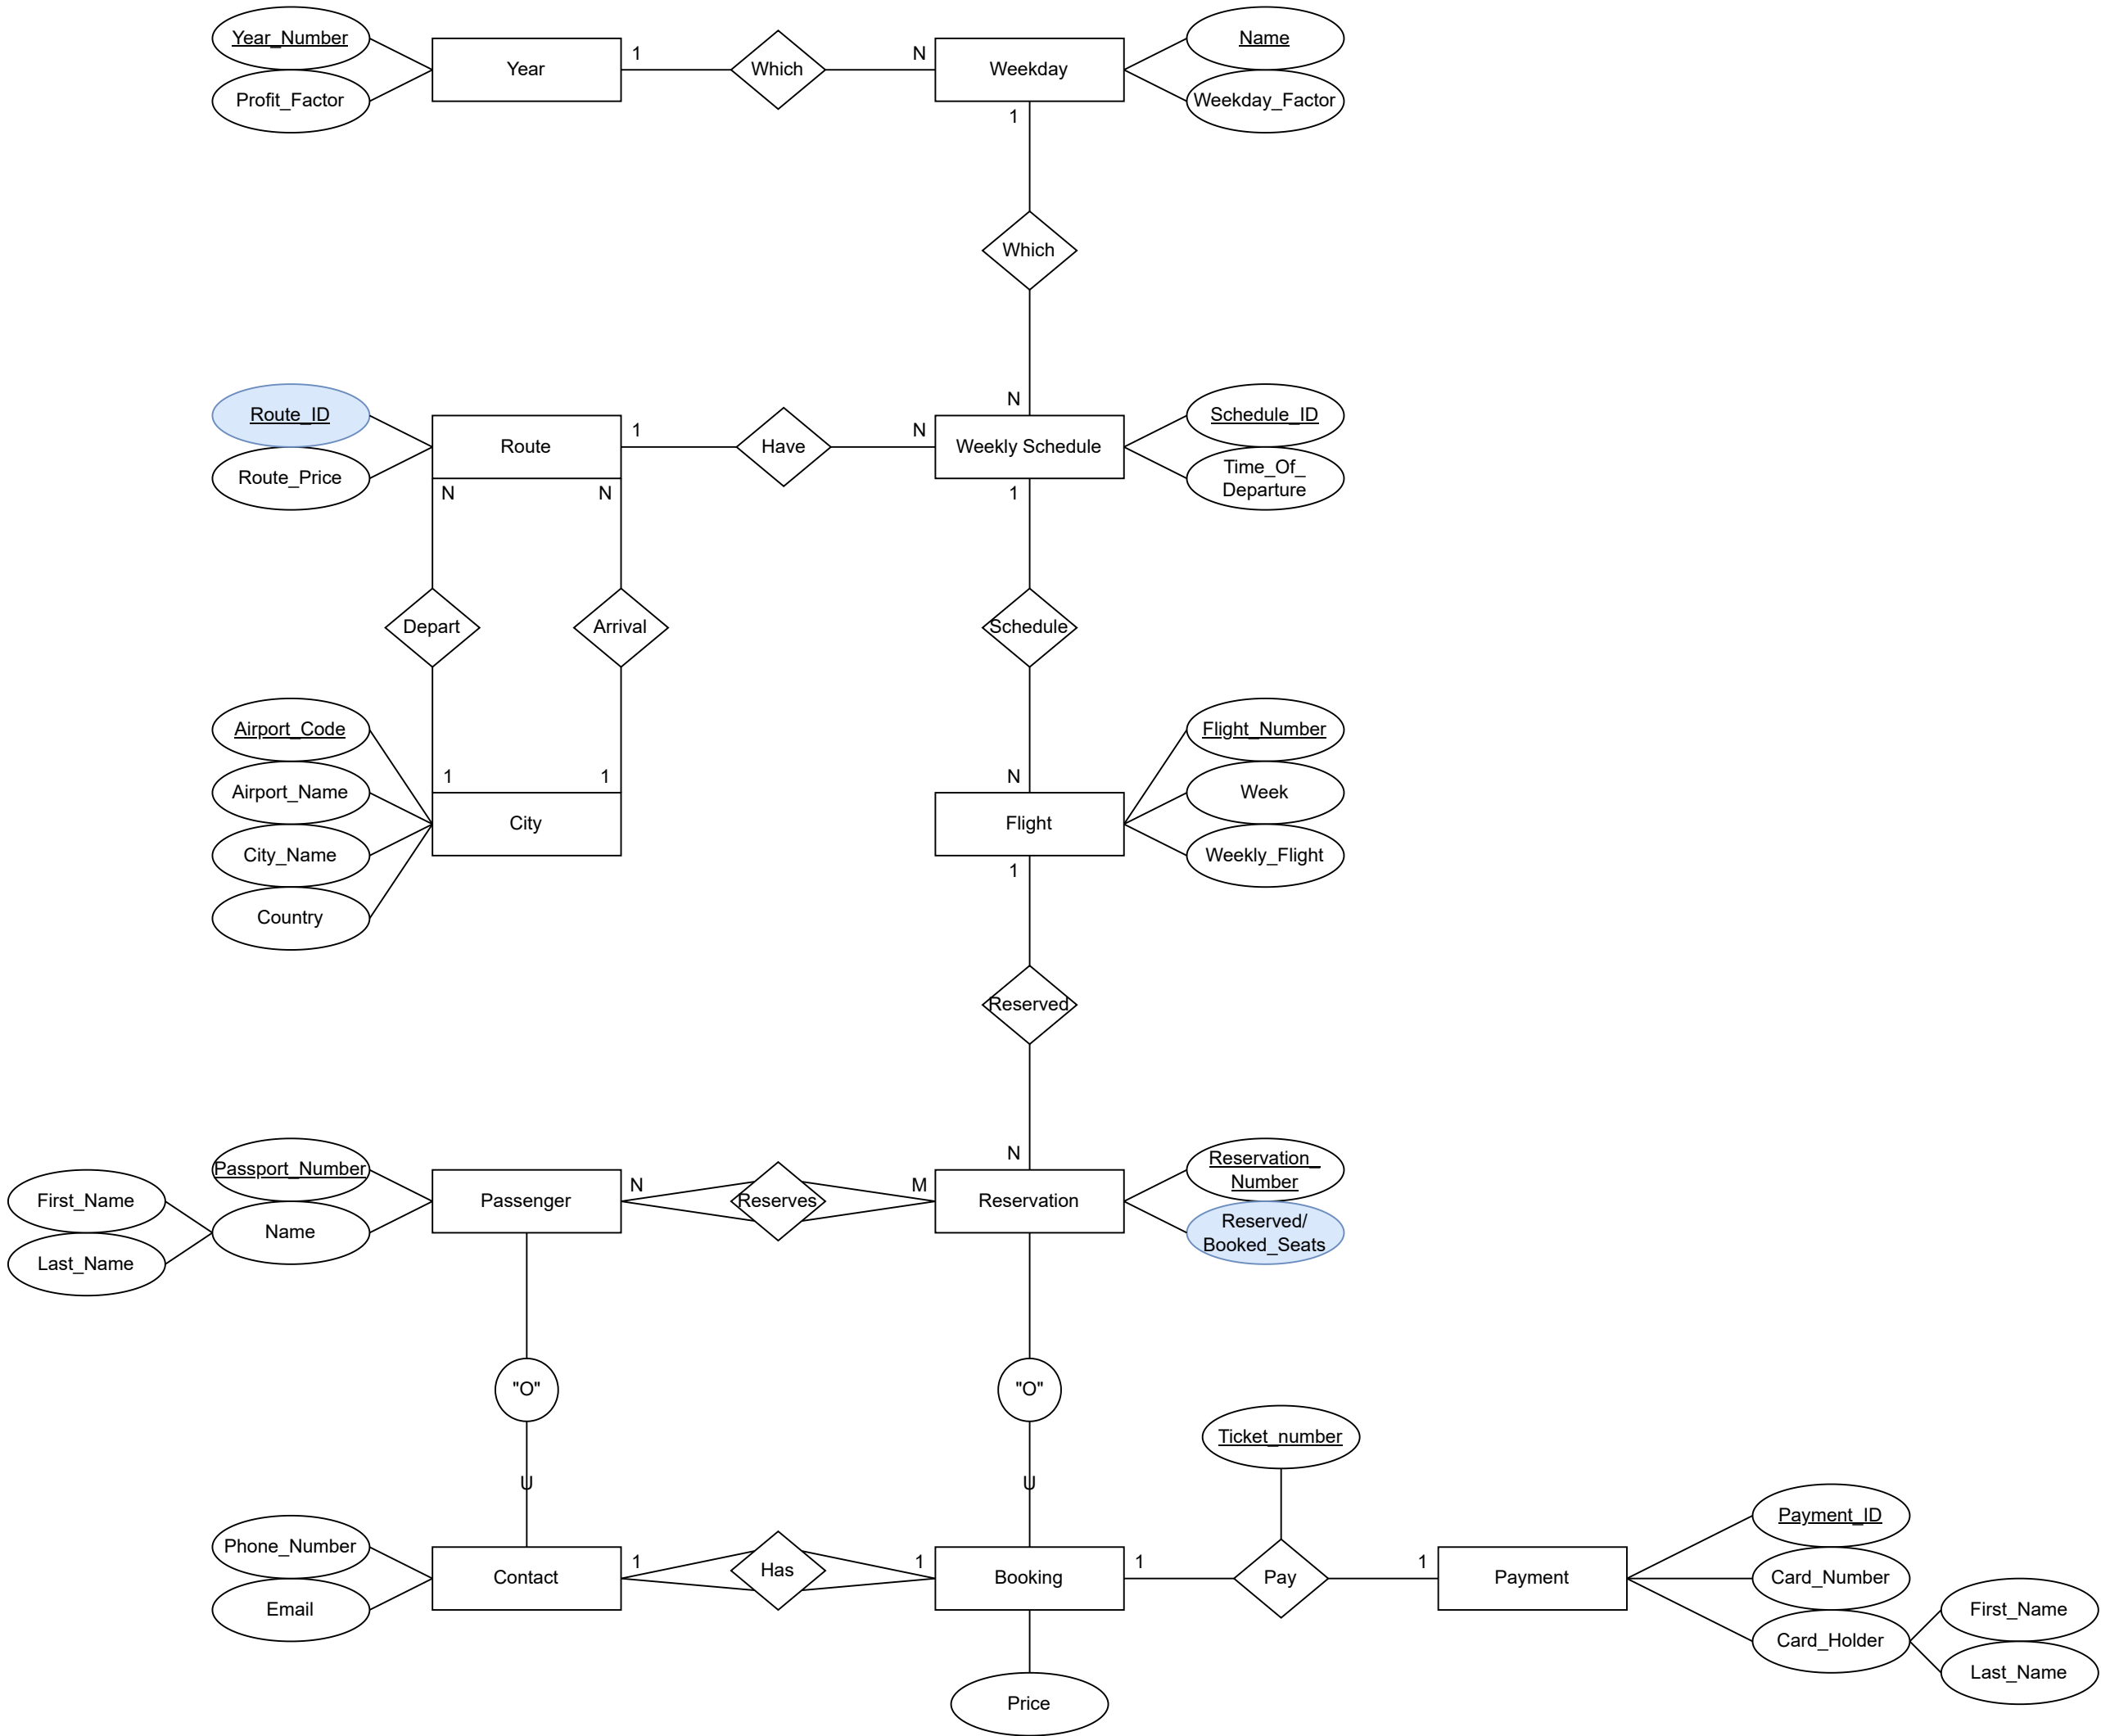 Year_Number
Profit_Factor
Year
1
Which
N
Weekday
Name
Weekday_Factor
1
Which
N
Route_ID
Route_Price
Route
1
Have
N
Weekly Schedule
Schedule_ID
Time_Of_
Departure
N
N
1
Depart
Arrival
Schedule
Airport_Code
Airport_Name
City_Name
Country
1
1
City
N
Flight
Flight_Number
Week
Weekly_Flight
1
Reserved
N
First_Name
Last_Name
Passport_Number
Name
Passenger
N
Reserves
M
Reservation
Reservation_
Number
Reserved/
Booked_Seats
"O"
"O"
U
U
Ticket_number
Phone_Number
Email
Contact
1
Has
1
Booking
1
Pay
1
Payment
Payment_ID
Card_Number
Card_Holder
First_Name
Last_Name
Price